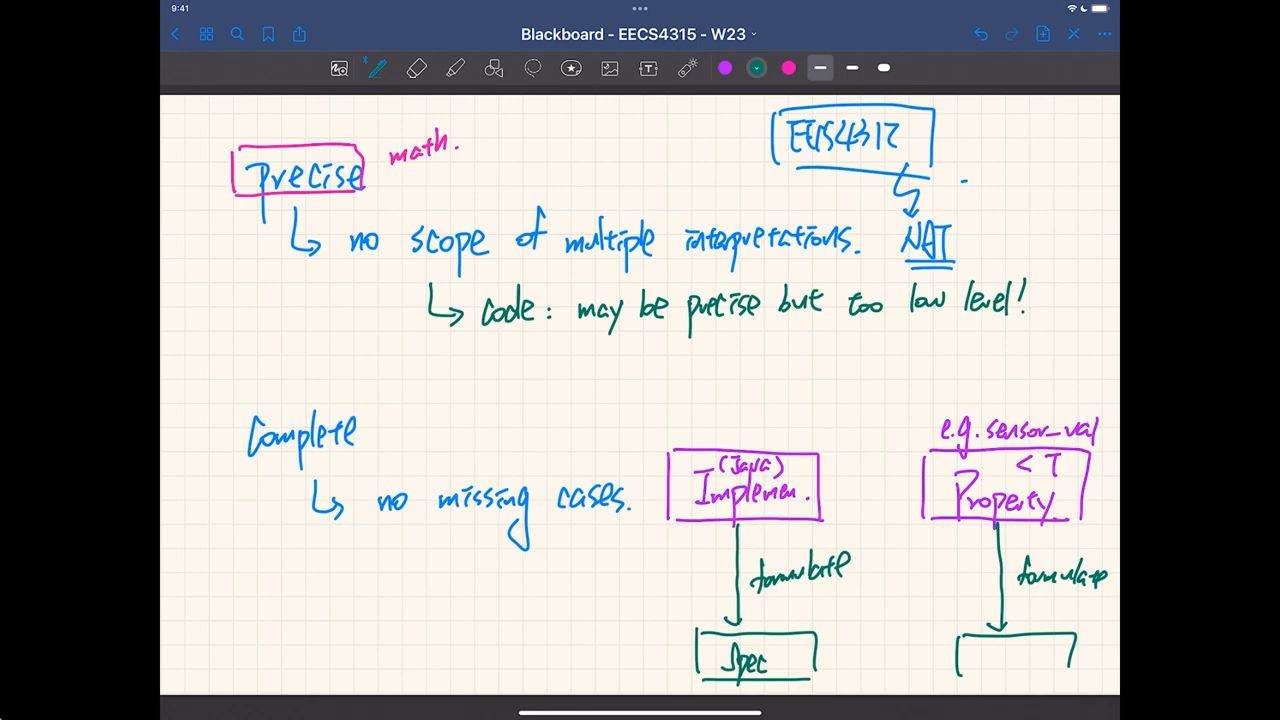 9:41
Blackboard - EECS4315 - W23
EECS4312
Precise math.
↳ no scope of multiple interpretations. NAT
↳ code: may be precise but too low level!
Complete
↳ no missing cases.
(Java)
Implemen.
e.g. sensor_val
< T
Property
formulate
formulate
Spec